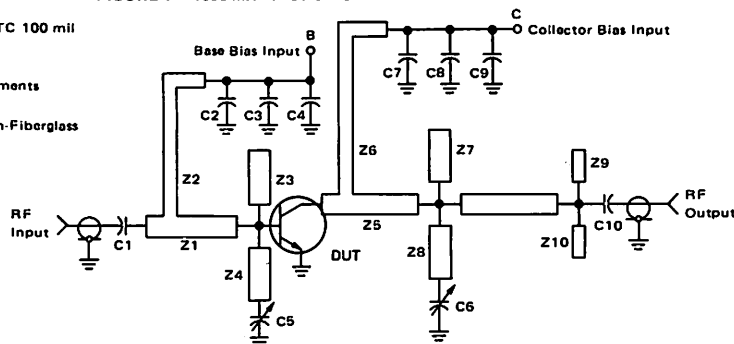 TC 100 mil
Base Bias Input
B
C
Collector Bias Input
ments
n-Fiberglass
C2
C3
C4
C7
C8
C9
Z2
Z3
Z6
Z7
Z9
RF
Input
C1
Z1
Z4
C5
DUT
Z5
Z8
C6
Z10
C10
RF
Output